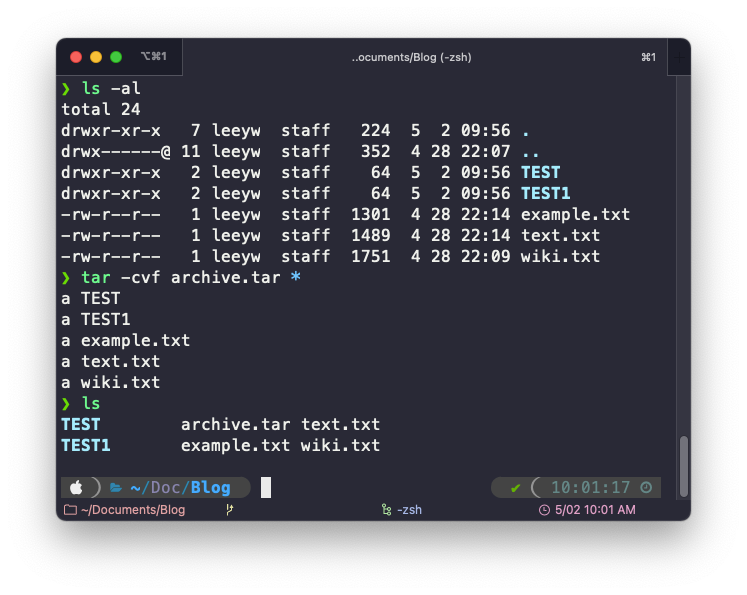 ⌥⌘1 ..ocuments/Blog (-zsh) ⌘1
❯ ls -al
total 24
drwxr-xr-x   7 leeyw  staff   224  5  2 09:56 .
drwx------@ 11 leeyw  staff   352  4 28 22:07 ..
drwxr-xr-x   2 leeyw  staff    64  5  2 09:56 TEST
drwxr-xr-x   2 leeyw  staff    64  5  2 09:56 TEST1
-rw-r--r--   1 leeyw  staff  1301  4 28 22:14 example.txt
-rw-r--r--   1 leeyw  staff  1489  4 28 22:14 text.txt
-rw-r--r--   1 leeyw  staff  1751  4 28 22:09 wiki.txt
❯ tar -cvf archive.tar *
a TEST
a TEST1
a example.txt
a text.txt
a wiki.txt
❯ ls
TEST        archive.tar text.txt
TEST1       example.txt wiki.txt
~/Doc/Blog ✔ 10:01:17
~/Documents/Blog -zsh 5/02 10:01 AM